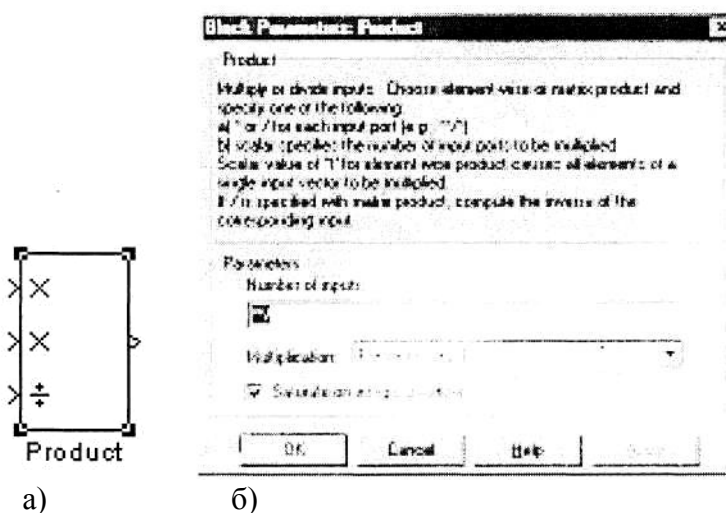 Block Parameters: Product
Product
Multiply or divide inputs. Choose element-wise or matrix product and
specify one of the following:
a) * or / for each input port (e.g., **/*)
b) scalar specifies the number of input ports to be multiplied
Scalar value of '1' for element-wise product causes all elements of a
single input vector to be multiplied.
If / is specified with matrix product, compute the inverse of the
corresponding input.
Parameters
Number of inputs
Multiplication:
Saturate on
OK
Cancel
Help
× 
× 
÷
Product
а)
б)